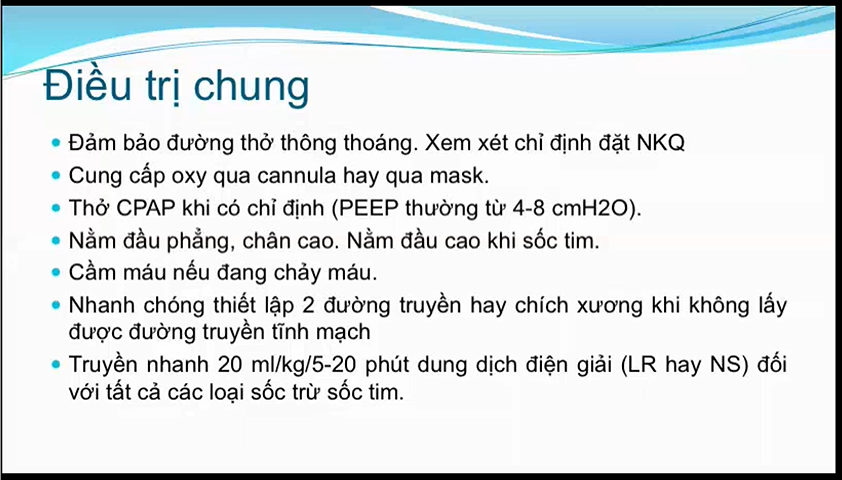 Điều trị chung
• Đảm bảo đường thở thông thoáng. Xem xét chỉ định đặt NKQ
• Cung cấp oxy qua cannula hay qua mask.
• Thở CPAP khi có chỉ định (PEEP thường từ 4-8 cmH2O).
• Nằm đầu phẳng, chân cao. Nằm đầu cao khi sốc tim.
• Cầm máu nếu đang chảy máu.
• Nhanh chóng thiết lập 2 đường truyền hay chích xương khi không lấy
được đường truyền tĩnh mạch
• Truyền nhanh 20 ml/kg/5-20 phút dung dịch điện giải (LR hay NS) đối
với tất cả các loại sốc trừ sốc tim.